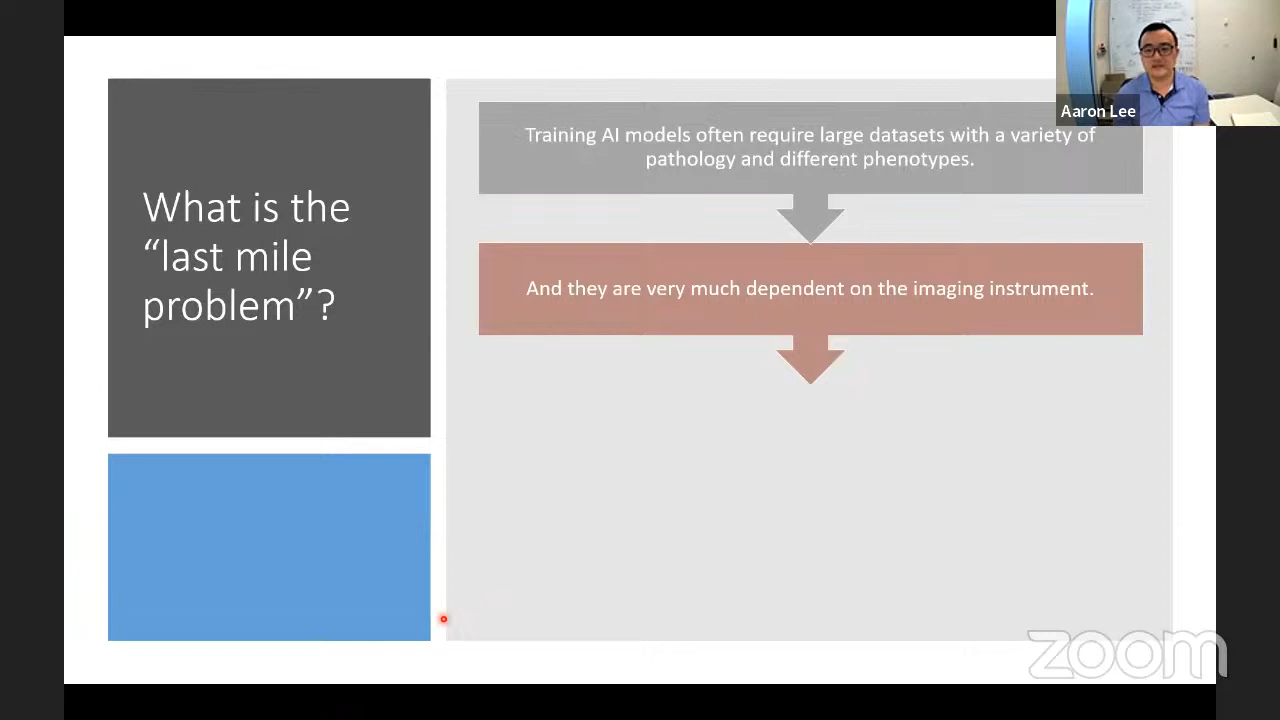 What is the
“last mile
problem”?
Training AI models often require large datasets with a variety of
pathology and different phenotypes.
And they are very much dependent on the imaging instrument.
Aaron Lee
zoom